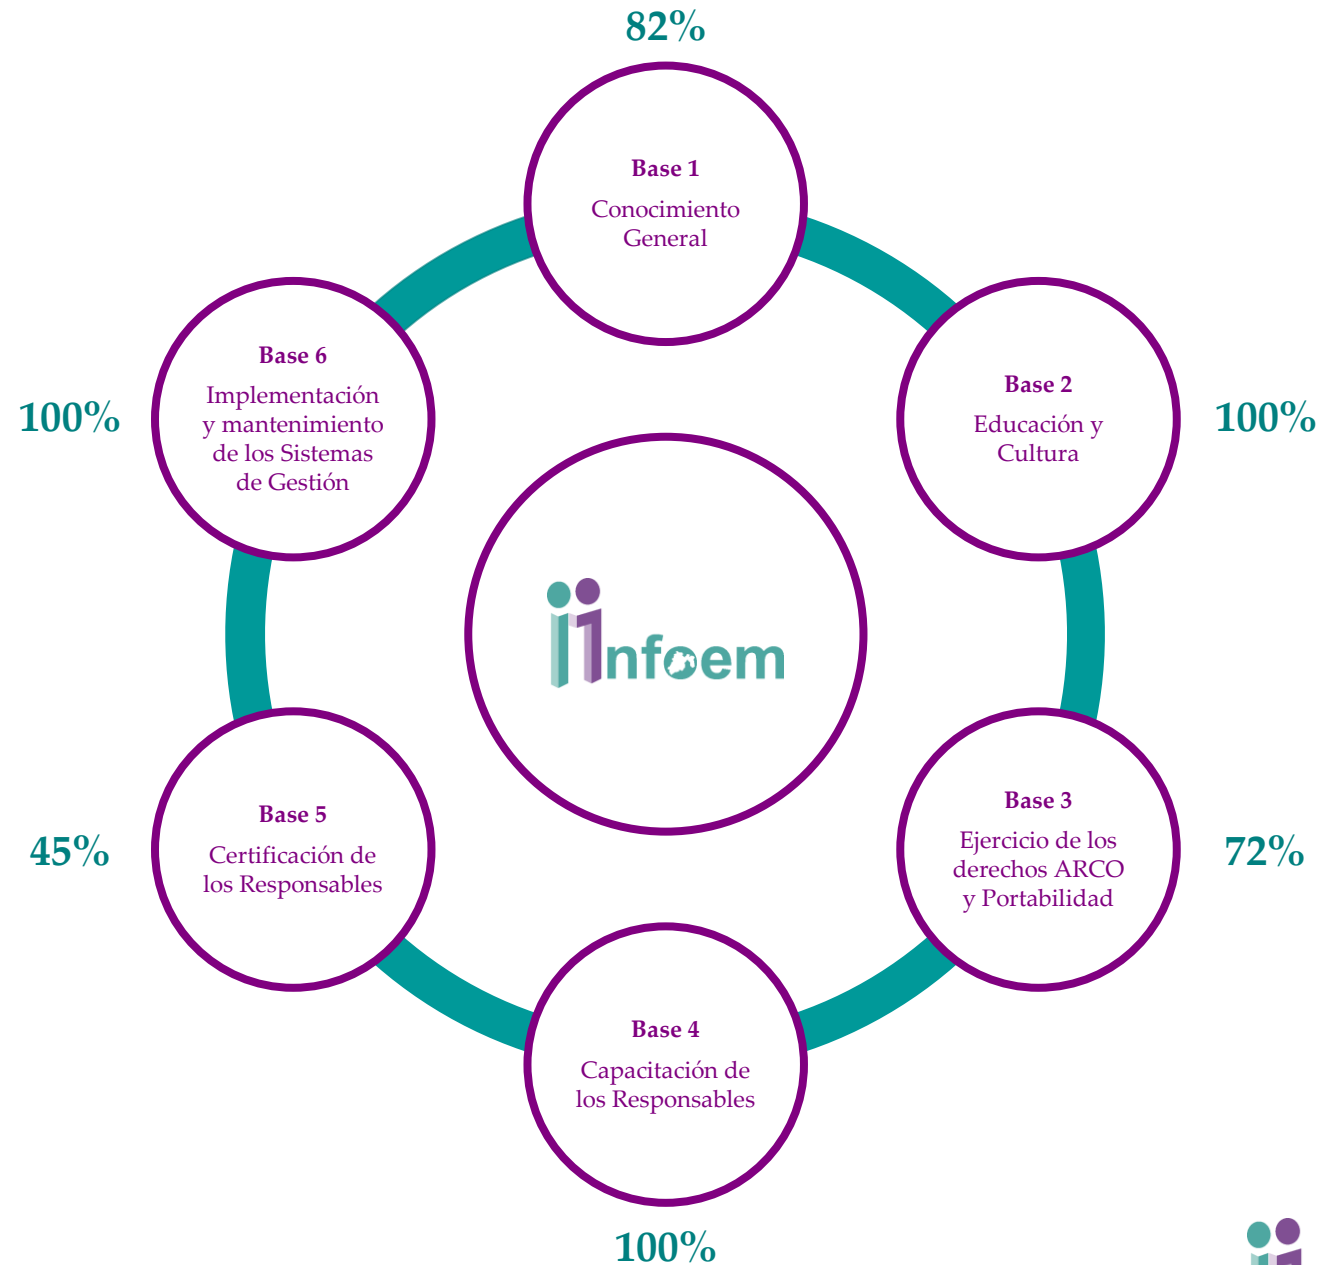 82%
Base 1
Conocimiento
General
Base 2
Educación y
Cultura
100%
Base 3
Ejercicio de los
derechos ARCO
y Portabilidad
72%
Base 4
Capacitación de
los Responsables
100%
Base 5
Certificación de
los Responsables
45%
Base 6
Implementación
y mantenimiento
de los Sistemas
de Gestión
100%
infoem